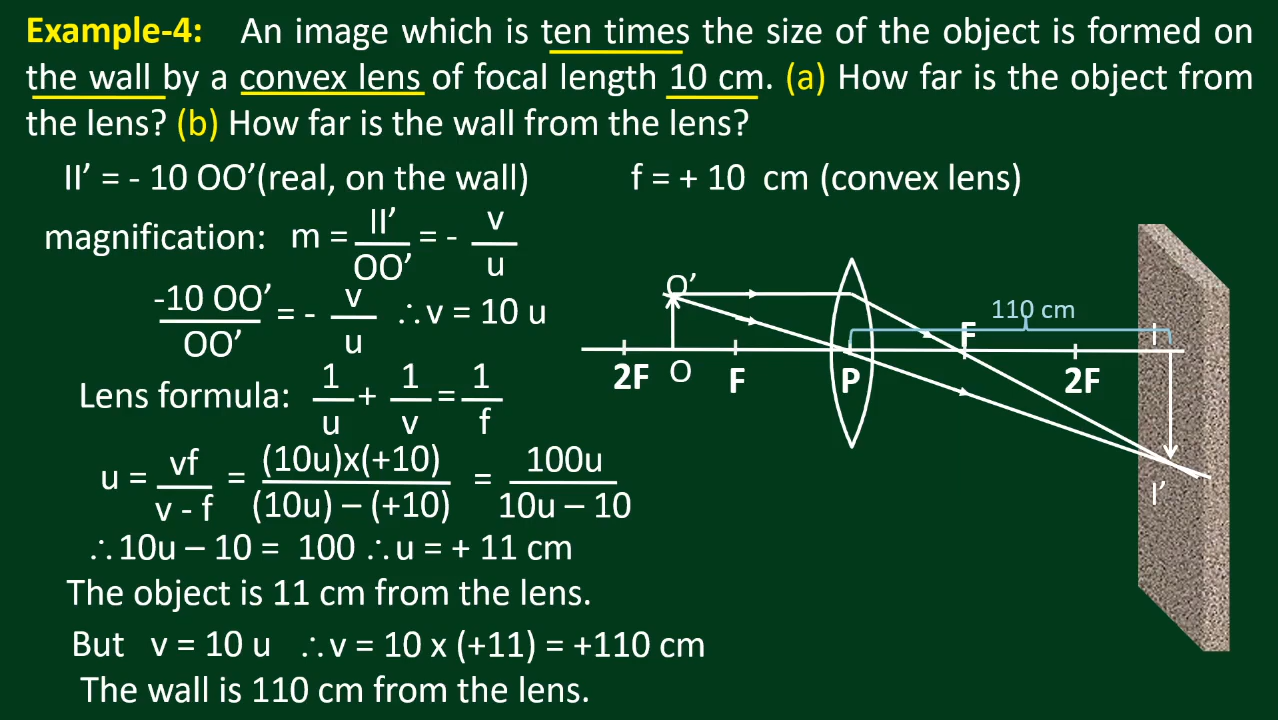 Example-4: An image which is ten times the size of the object is formed on
the wall by a convex lens of focal length 10 cm. (a) How far is the object from
the lens? (b) How far is the wall from the lens?
II’ = - 10 OO’(real, on the wall) f = + 10 cm (convex lens)
magnification: m = II’/OO’ = - v/u
-10 OO’/OO’ = - v/u ∴v = 10 u
Lens formula: 1/u + 1/v = 1/f
u = vf/v - f = (10u)x(+10)/(10u) – (+10) = 100u/10u – 10
∴10u – 10 = 100 ∴u = + 11 cm
The object is 11 cm from the lens.
But v = 10 u ∴v = 10 x (+11) = +110 cm
The wall is 110 cm from the lens.
O’
110 cm
F
I
2F
O
F
P
2F
I’